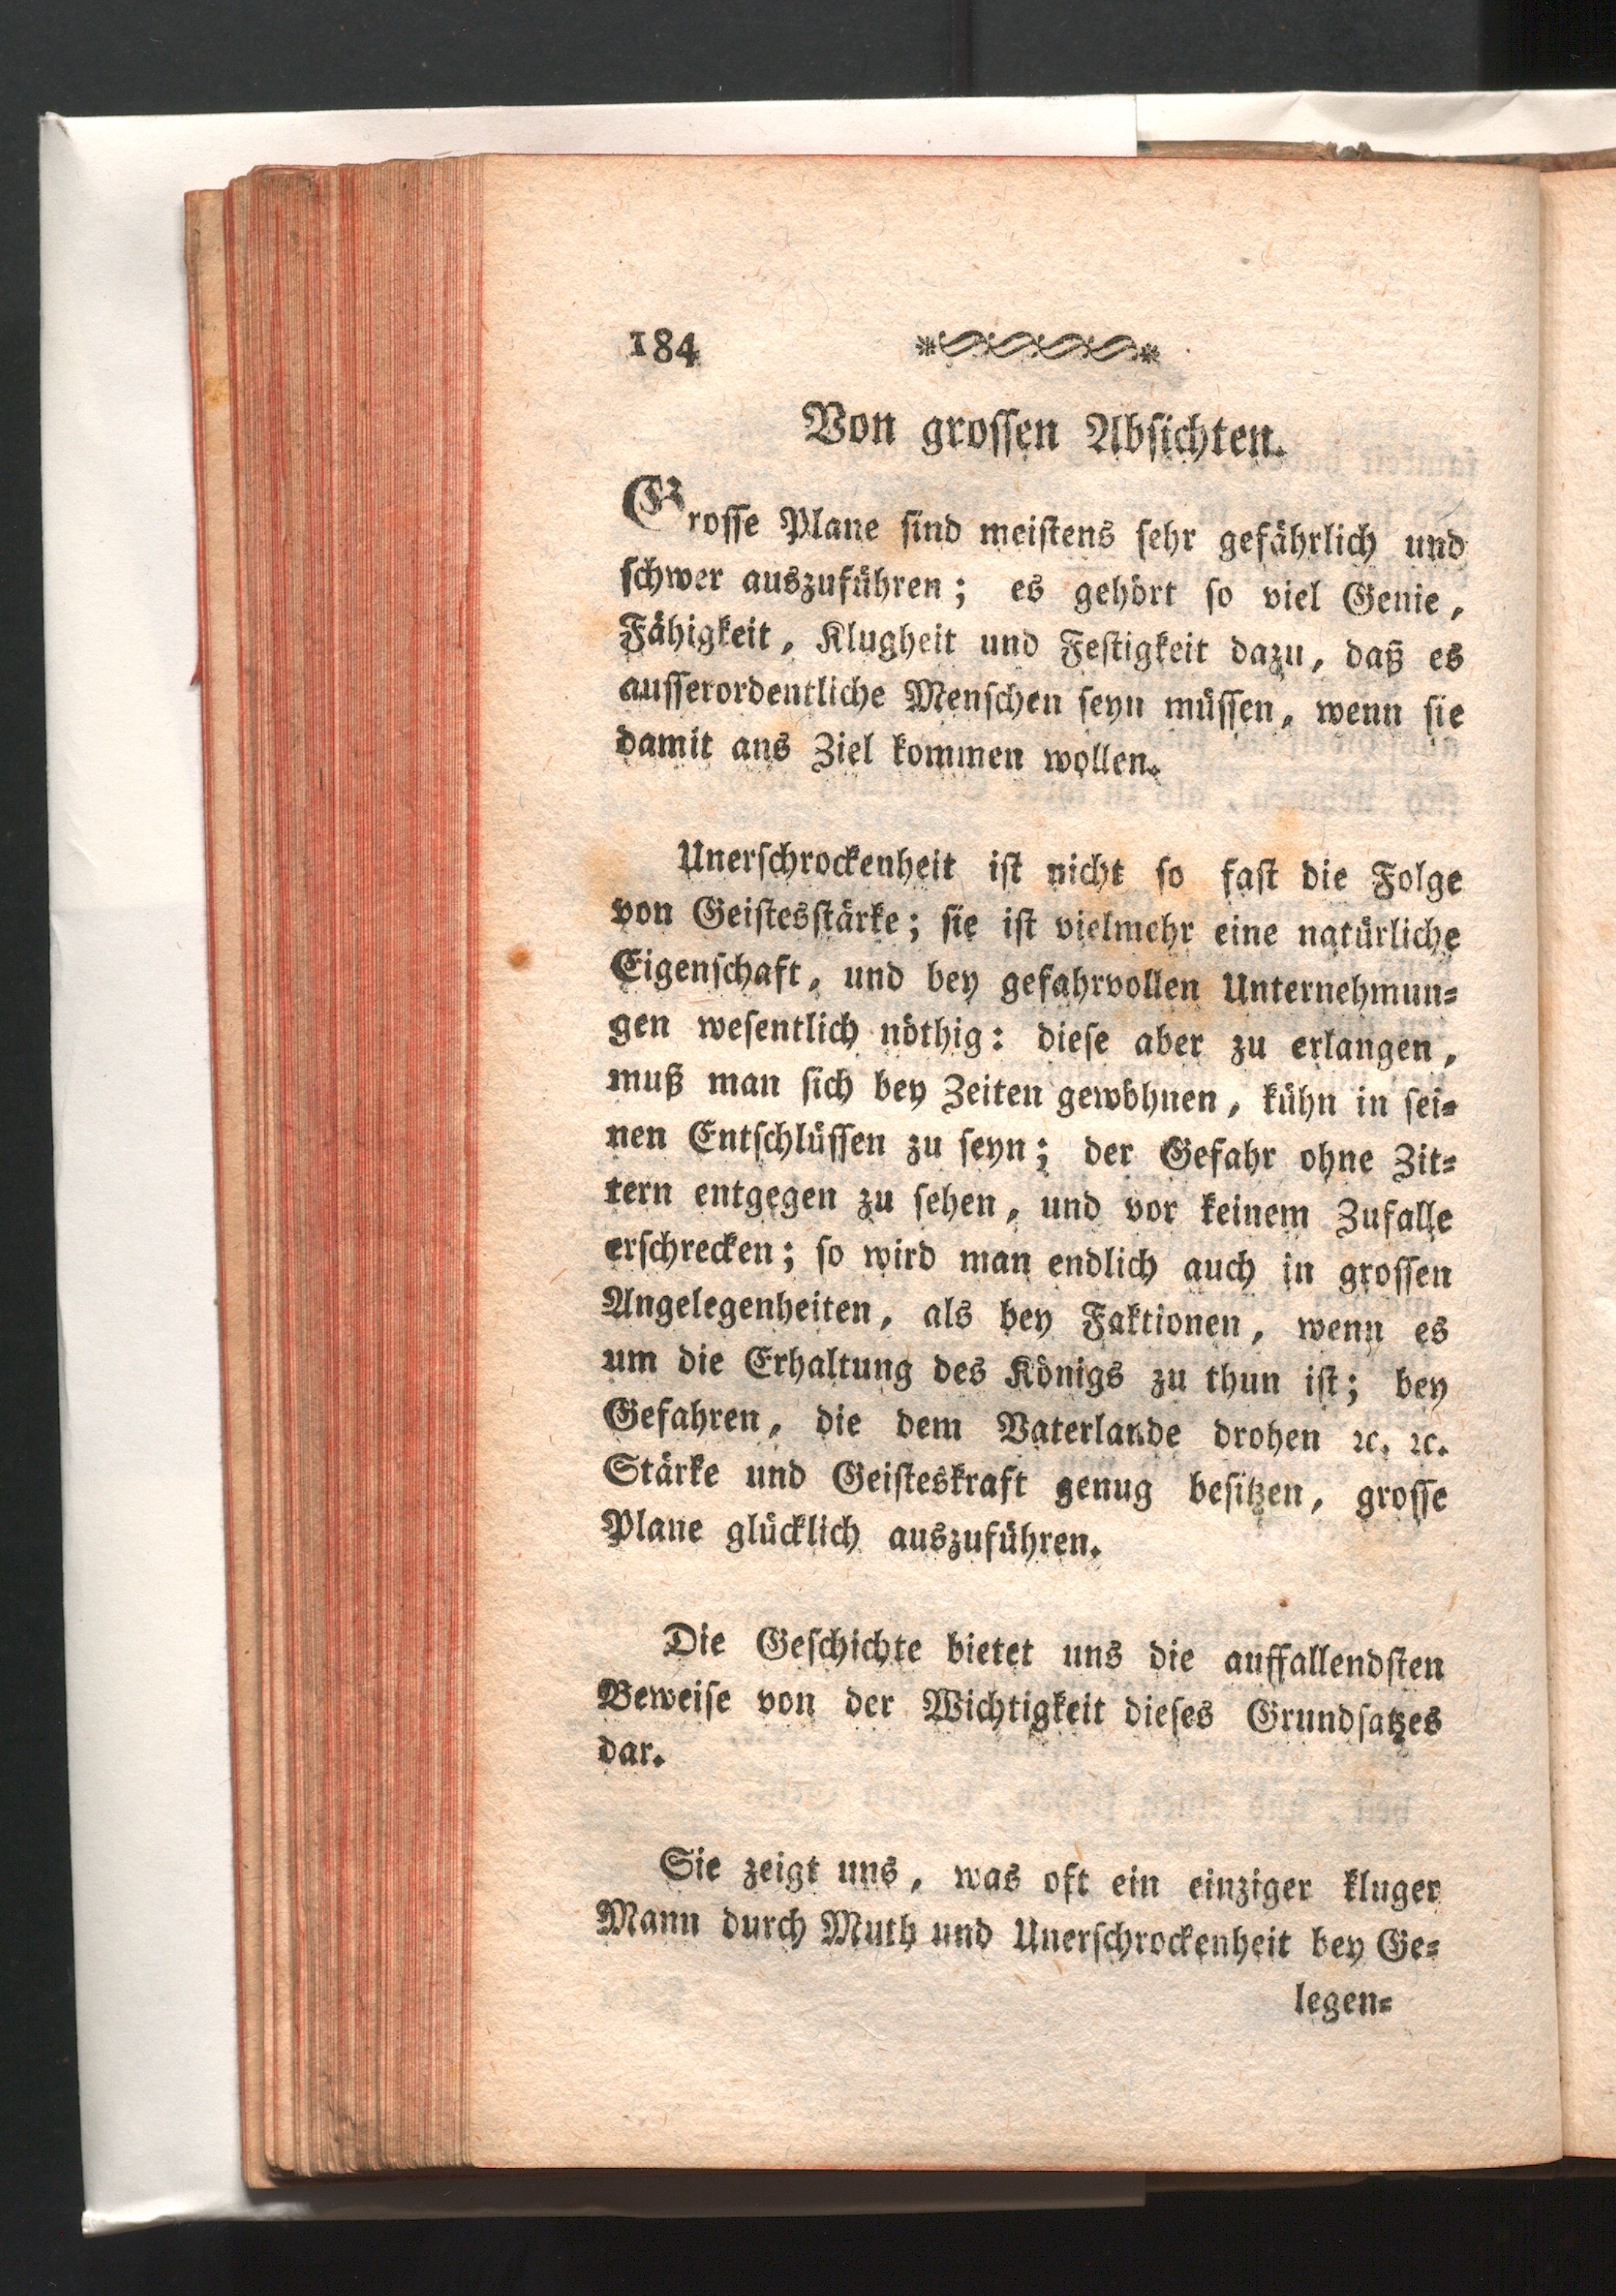 184
Von grossen Absichten.
Grosse Plane sind meistens sehr gefährlich und
schwer auszuführen; es gehört so viel Genie,
Fähigkeit, Klugheit und Festigkeit dazu, daß es
ausserordentliche Menschen seyn müssen, wenn sie
damit ans Ziel kommen wollen.
Unerschrockenheit ist nicht so fast die Folge
von Geistesstärke; sie ist vielmehr eine natürliche
Eigenschaft, und bey gefahrvollen Unternehmun=
gen wesentlich nöthig: diese aber zu erlangen,
muß man sich bey Zeiten gewöhnen, kühn in sei=
nen Entschlüssen zu seyn; der Gefahr ohne Zit=
tern entgegen zu sehen, und vor keinem Zufalle
erschrecken; so wird man endlich auch in grossen
Angelegenheiten, als bey Faktionen, wenn es
um die Erhaltung des Königs zu thun ist; bey
Gefahren, die dem Vaterlande drohen ꝛc. ꝛc.
Stärke und Geisteskraft genug besitzen, grosse
Plane glücklich auszuführen.
Die Geschichte bietet uns die auffallendsten
Beweise von der Wichtigkeit dieses Grundsatzes
dar.
Sie zeigt uns, was oft ein einziger kluger
Mann durch Muth und Unerschrockenheit bey Ge=
legen=